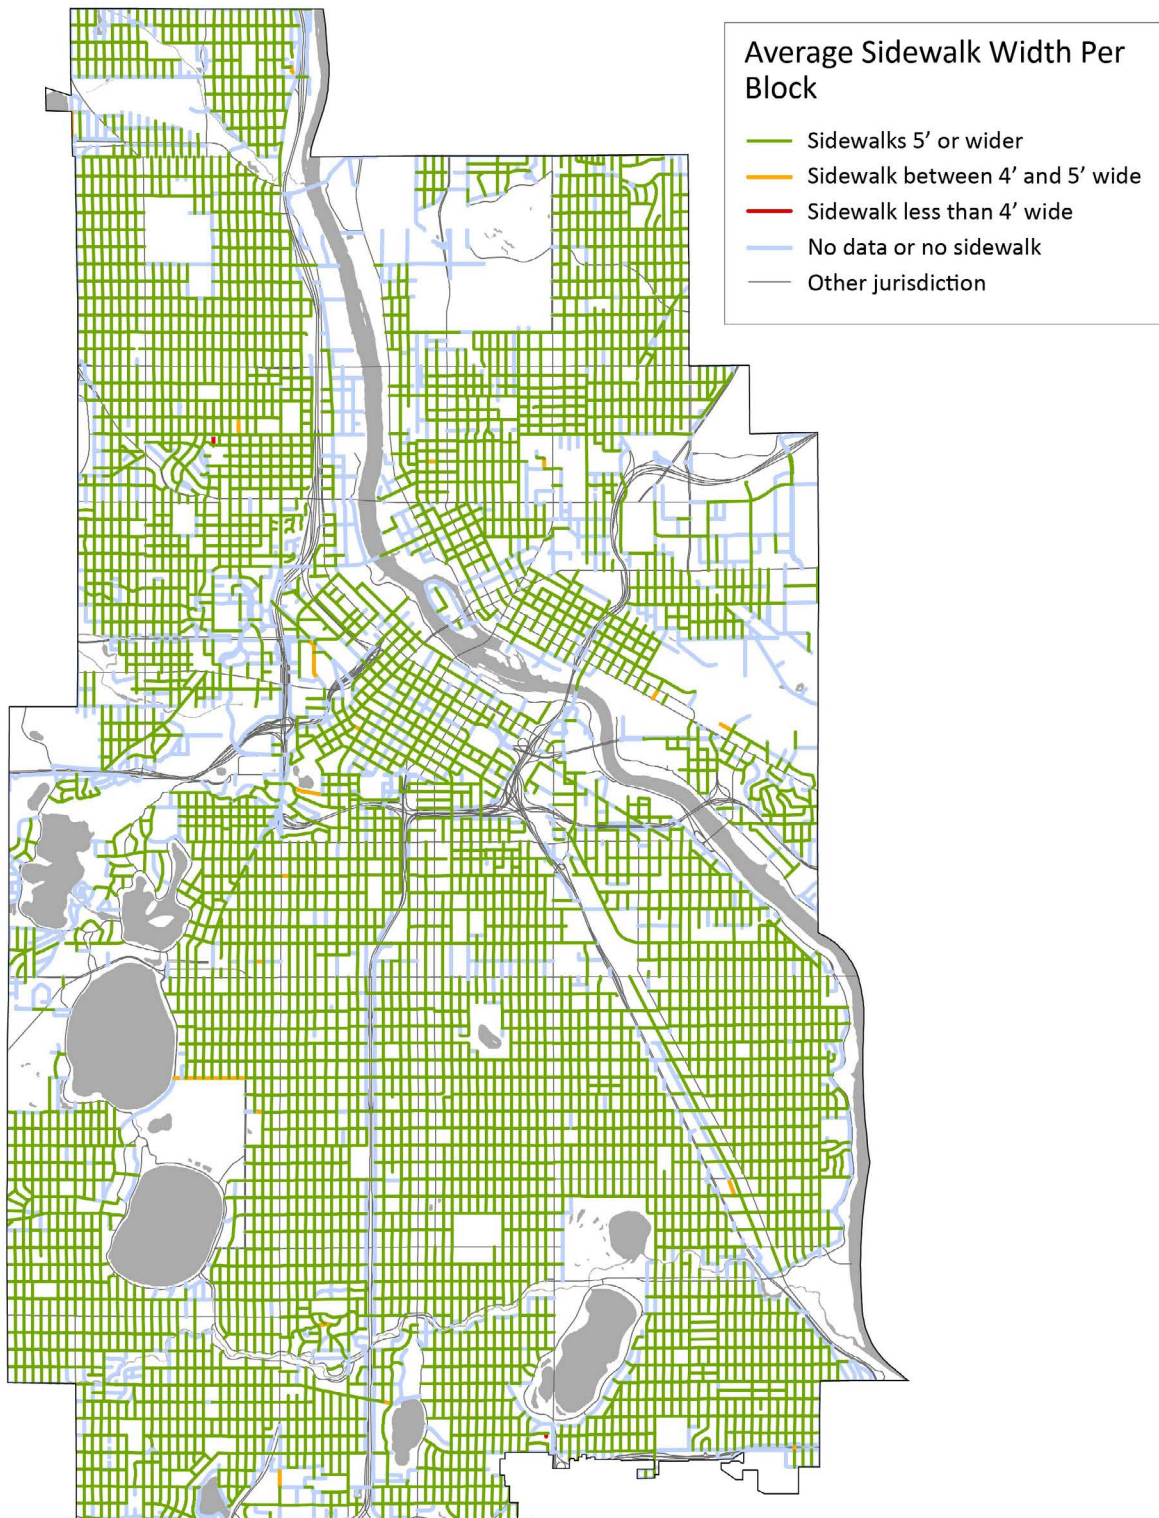 Average Sidewalk Width Per
Block
Sidewalks 5’ or wider
Sidewalk between 4’ and 5’ wide
Sidewalk less than 4’ wide
No data or no sidewalk
Other jurisdiction